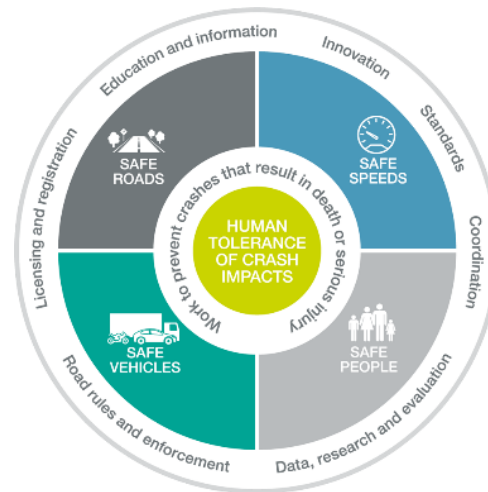 Education and information
Innovation
Standards
Coordination
Data, research and evaluation
Road rules and enforcement
Licensing and registration
SAFE
ROADS
SAFE
SPEEDS
Work to prevent crashes that result in death or serious injury
HUMAN
TOLERANCE
OF CRASH
IMPACTS
SAFE
VEHICLES
SAFE
PEOPLE